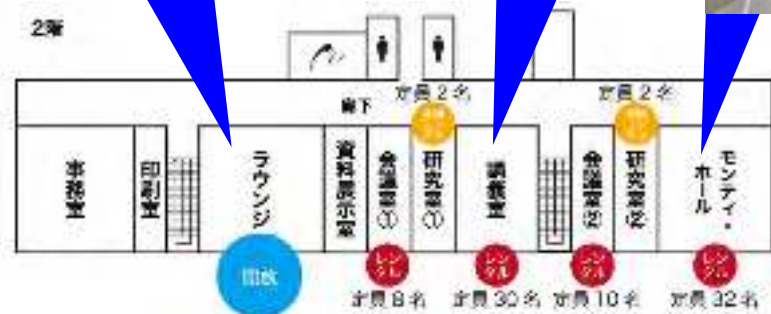 2階
定員2名
定員2名
廊下
事務室
印刷室
ラウンジ
資料展示室
会議室①
研究室①
講義室
会議室②
研究室②
モンティ・
ホール
開放
レン
タル
レン
タル
レン
タル
レン
タル
定員8名
定員30名
定員10名
定員32名